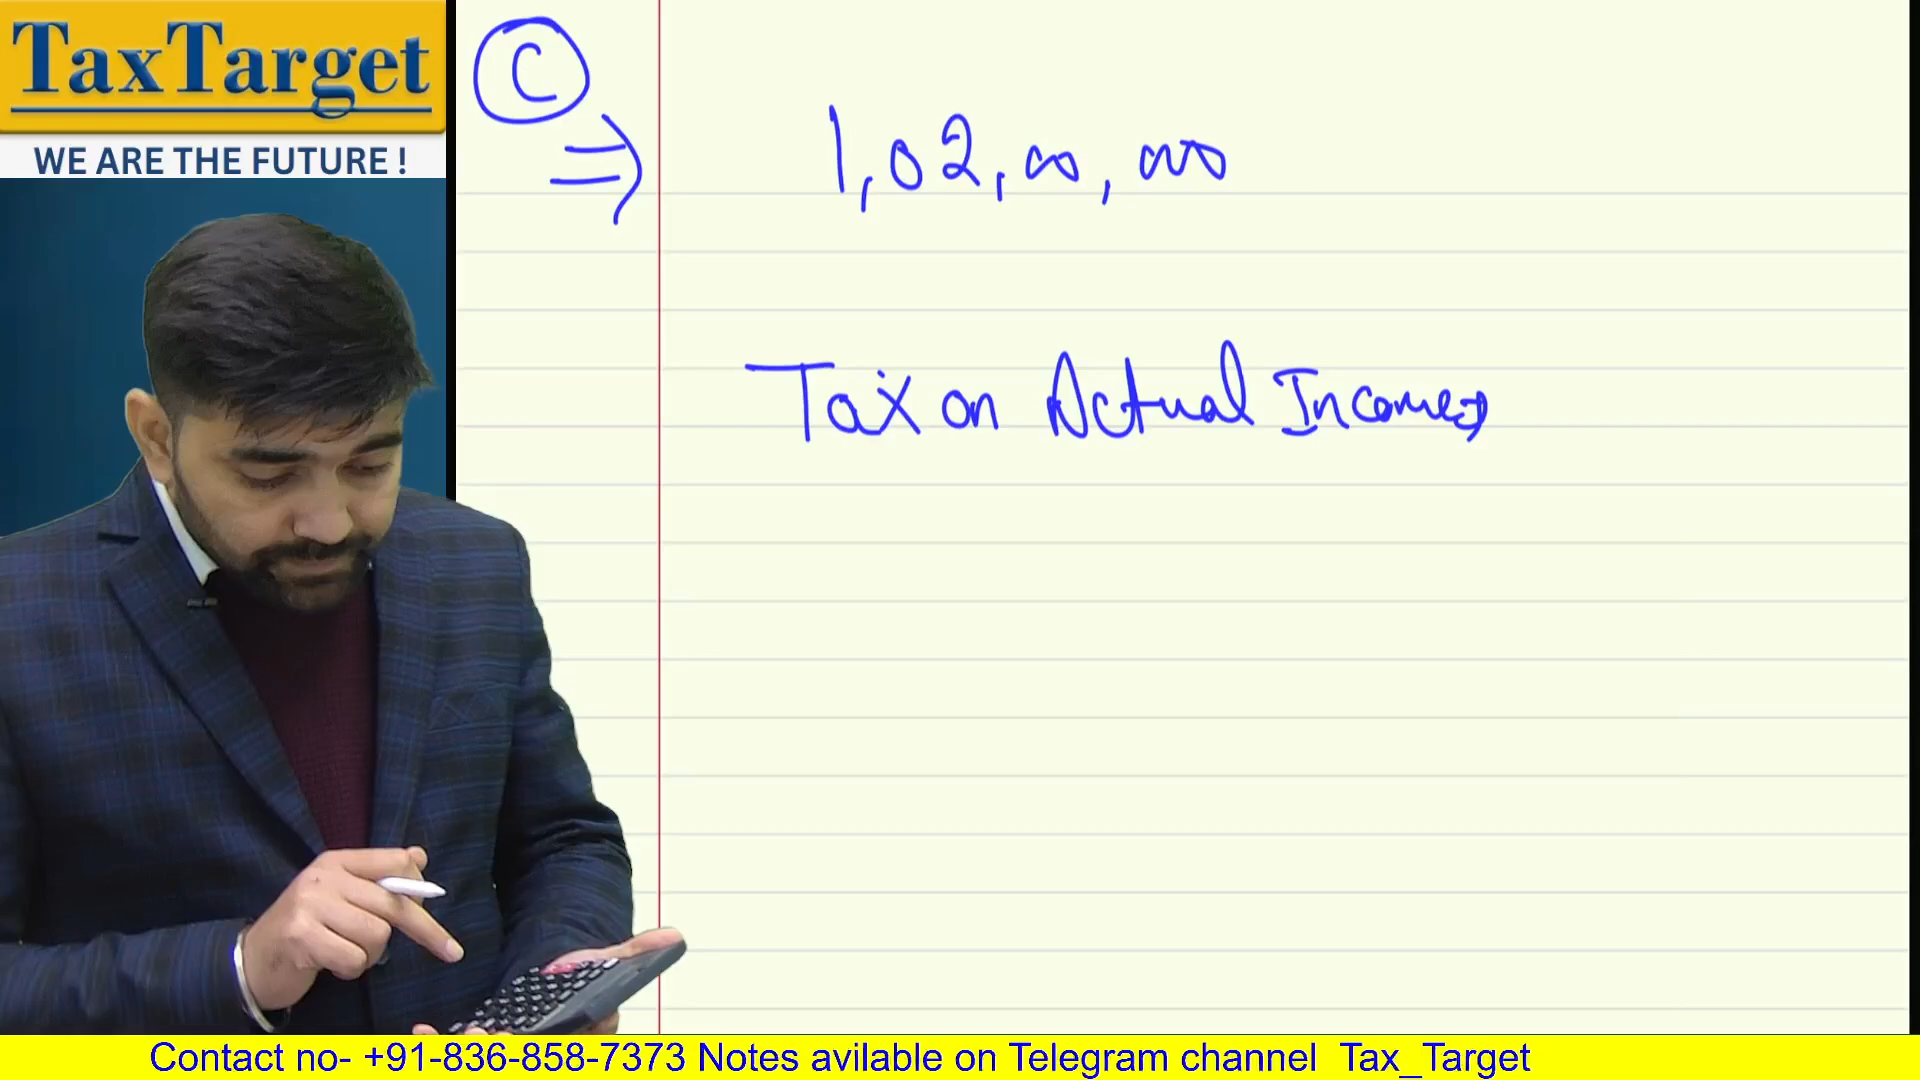 TaxTarget
WE ARE THE FUTURE !
C
⇒ 1,02,00,000
Tax on Actual Income
Contact no- +91-836-858-7373 Notes avilable on Telegram channel Tax_Target